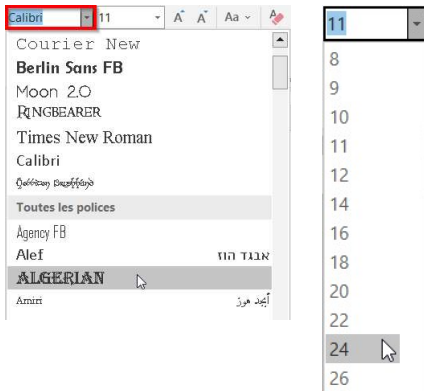 Calibri 11 A A Aa
Courier New
Berlin Sans FB
Moon 2.0
RINGBEARER
Times New Roman
Calibri
Toutes les polices
Agency FB
Alef אבגד הוז
ALGERIAN
Amiri أبجد هوز
11
8
9
10
11
12
14
16
18
20
22
24
26